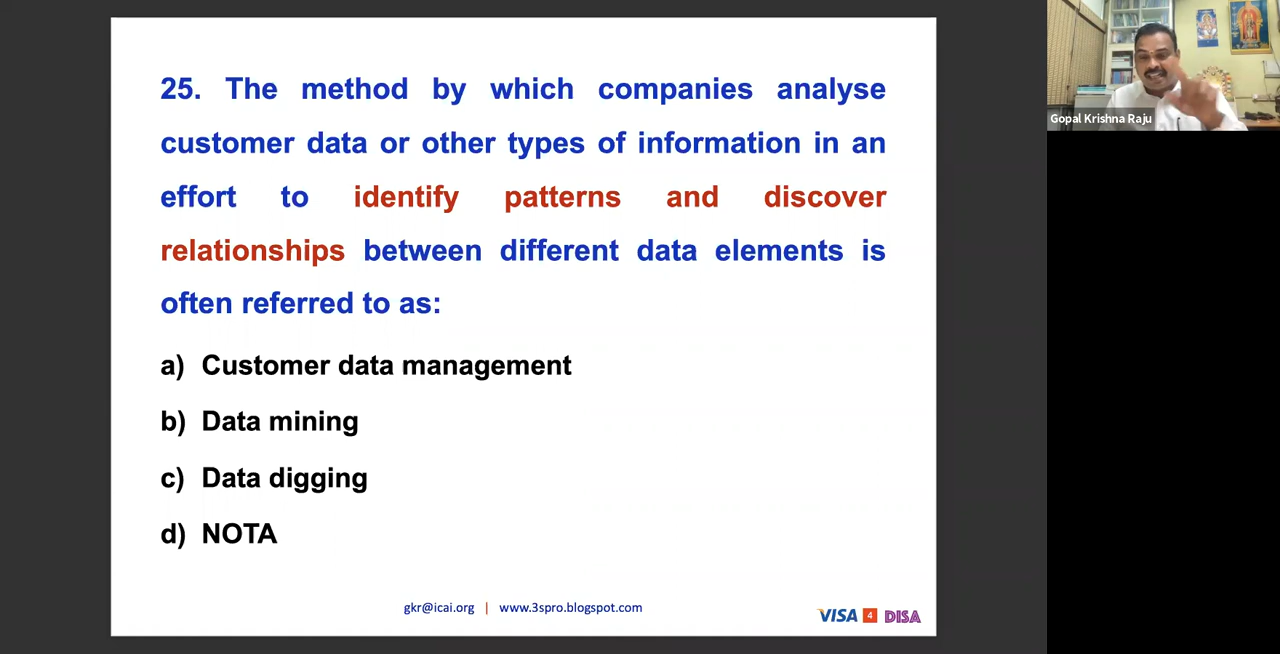 25. The method by which companies analyse
customer data or other types of information in an
effort to identify patterns and discover
relationships between different data elements is
often referred to as:
a) Customer data management
b) Data mining
c) Data digging
d) NOTA
gkr@icai.org | www.3spro.blogspot.com
VISA 4 DISA
Gopal Krishna Raju